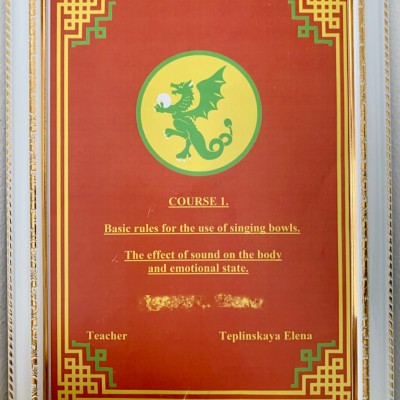 COURSE 1.
Basic rules for the use of singing bowls.
The effect of sound on the body
and emotional state.
Teacher Teplinskaya Elena